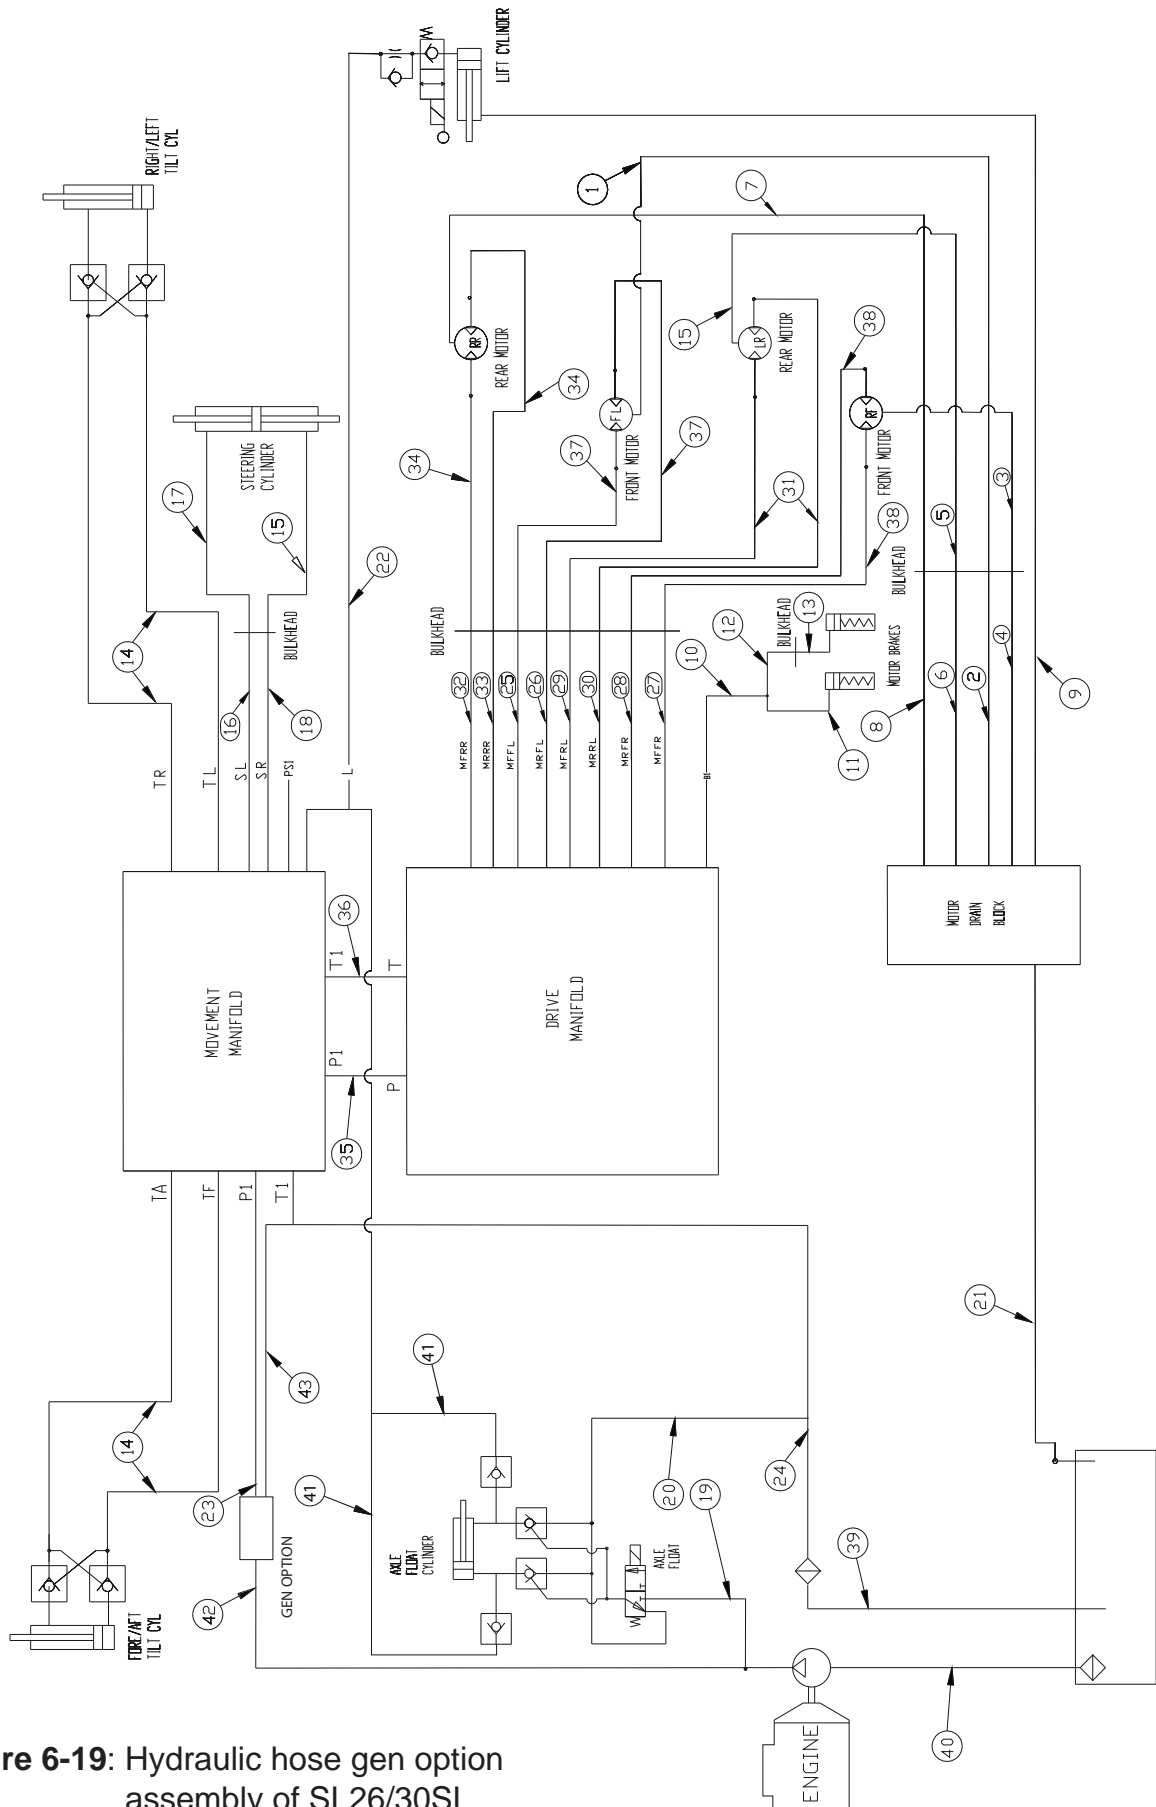 LIFT CYLINDER
RIGHT/LEFT
TILT CYL
1
7
15
RR
REAR MOTOR
LR
REAR MOTOR
38
34
FL
RF
STEERING
CYLINDER
34
37
FRONT MOTOR
37
FRONT MOTOR
17
15
31
38
3
5
22
BULKHEAD
BULKHEAD
BULKHEAD
BULKHEAD
13
12
4
14
10
MOTOR BRAKES
6
2
9
16
18
32
33
25
26
29
30
28
27
11
8
TR
TL
SL
SR
PSI
L
MFRR
MRRR
MFFL
MRFL
MFRL
MRRL
MRFR
MFFR
B1
36
T1
T
MOVEMENT
MANIFOLD
DRIVE
MANIFOLD
MOTOR
DRAIN
BLOCK
P1
P
35
TA
TF
P1
T1
21
43
41
14
23
41
20
19
24
39
AXLE
FLOAT
CYLINDER
AXLE
FLOAT
W
42
GEN OPTION
FORE/AFT
TILT CYL
ENGINE
40
re 6-19: Hydraulic hose gen option
assembly of SL26/30SL